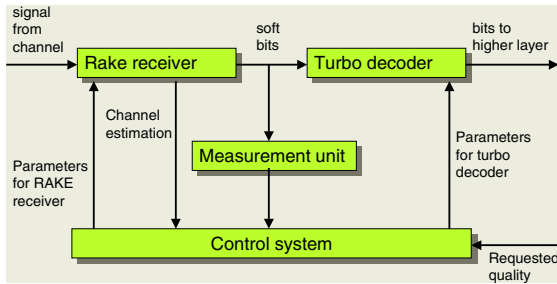 signal
from
channel
soft
bits
bits to
higher layer
Rake receiver
Turbo decoder
Channel
estimation
Measurement unit
Parameters
for RAKE
receiver
Parameters
for turbo
decoder
Control system
Requested
quality